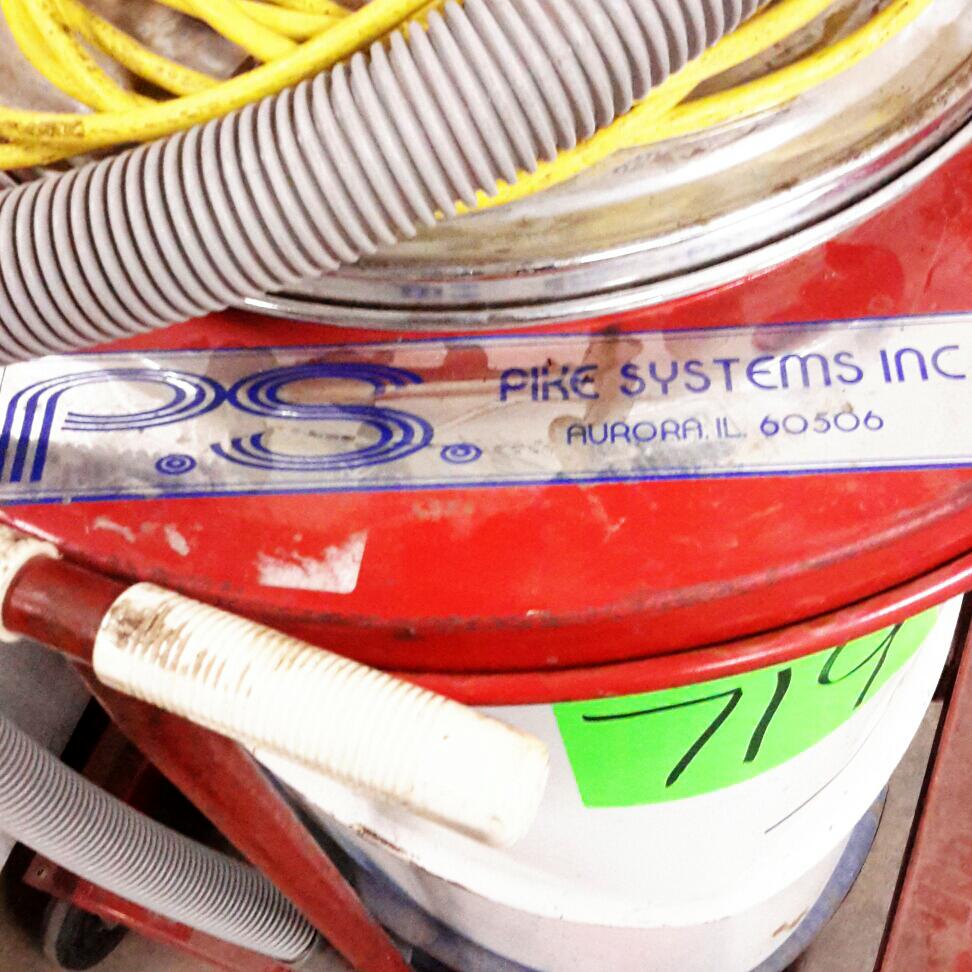 P.S.
PIKE SYSTEMS INC
AURORA, IL. 60506
719